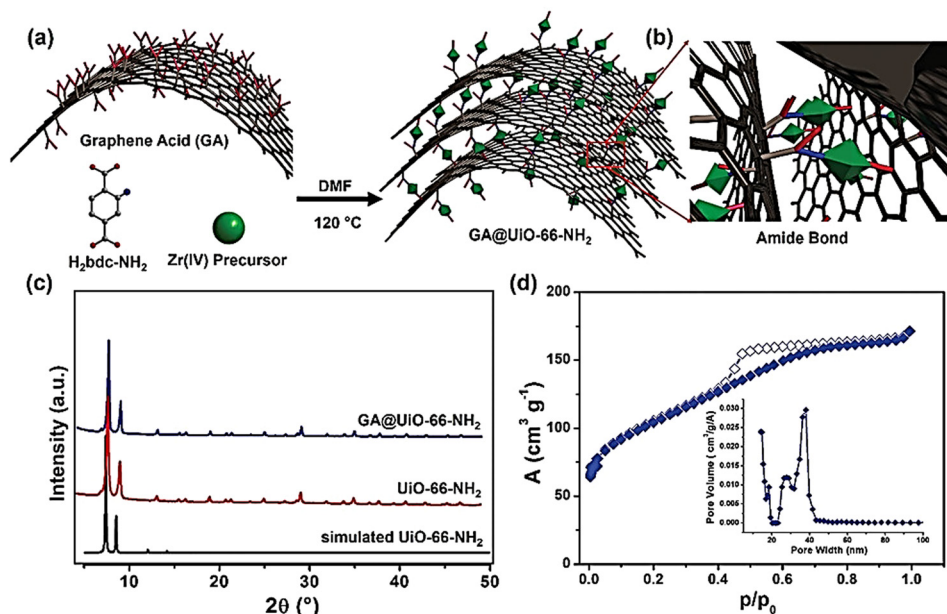 (a)
Graphene Acid (GA)
H₂bdc-NH₂
Zr(IV) Precursor
DMF
120 °C
GA@UiO-66-NH₂
(b)
Amide Bond
(c)
Intensity (a.u.)
GA@UiO-66-NH₂
UiO-66-NH₂
simulated UiO-66-NH₂
10 20 30 40 50
2θ (°)
(d)
A (cm³ g⁻¹)
200
150
100
50
0
0.0 0.2 0.4 0.6 0.8 1.0
p/p₀
Pore Volume ( cm³/g/A)
0.030
0.025
0.020
0.015
0.010
0.005
0.000
20 40 60 80 100
Pore Width (nm)